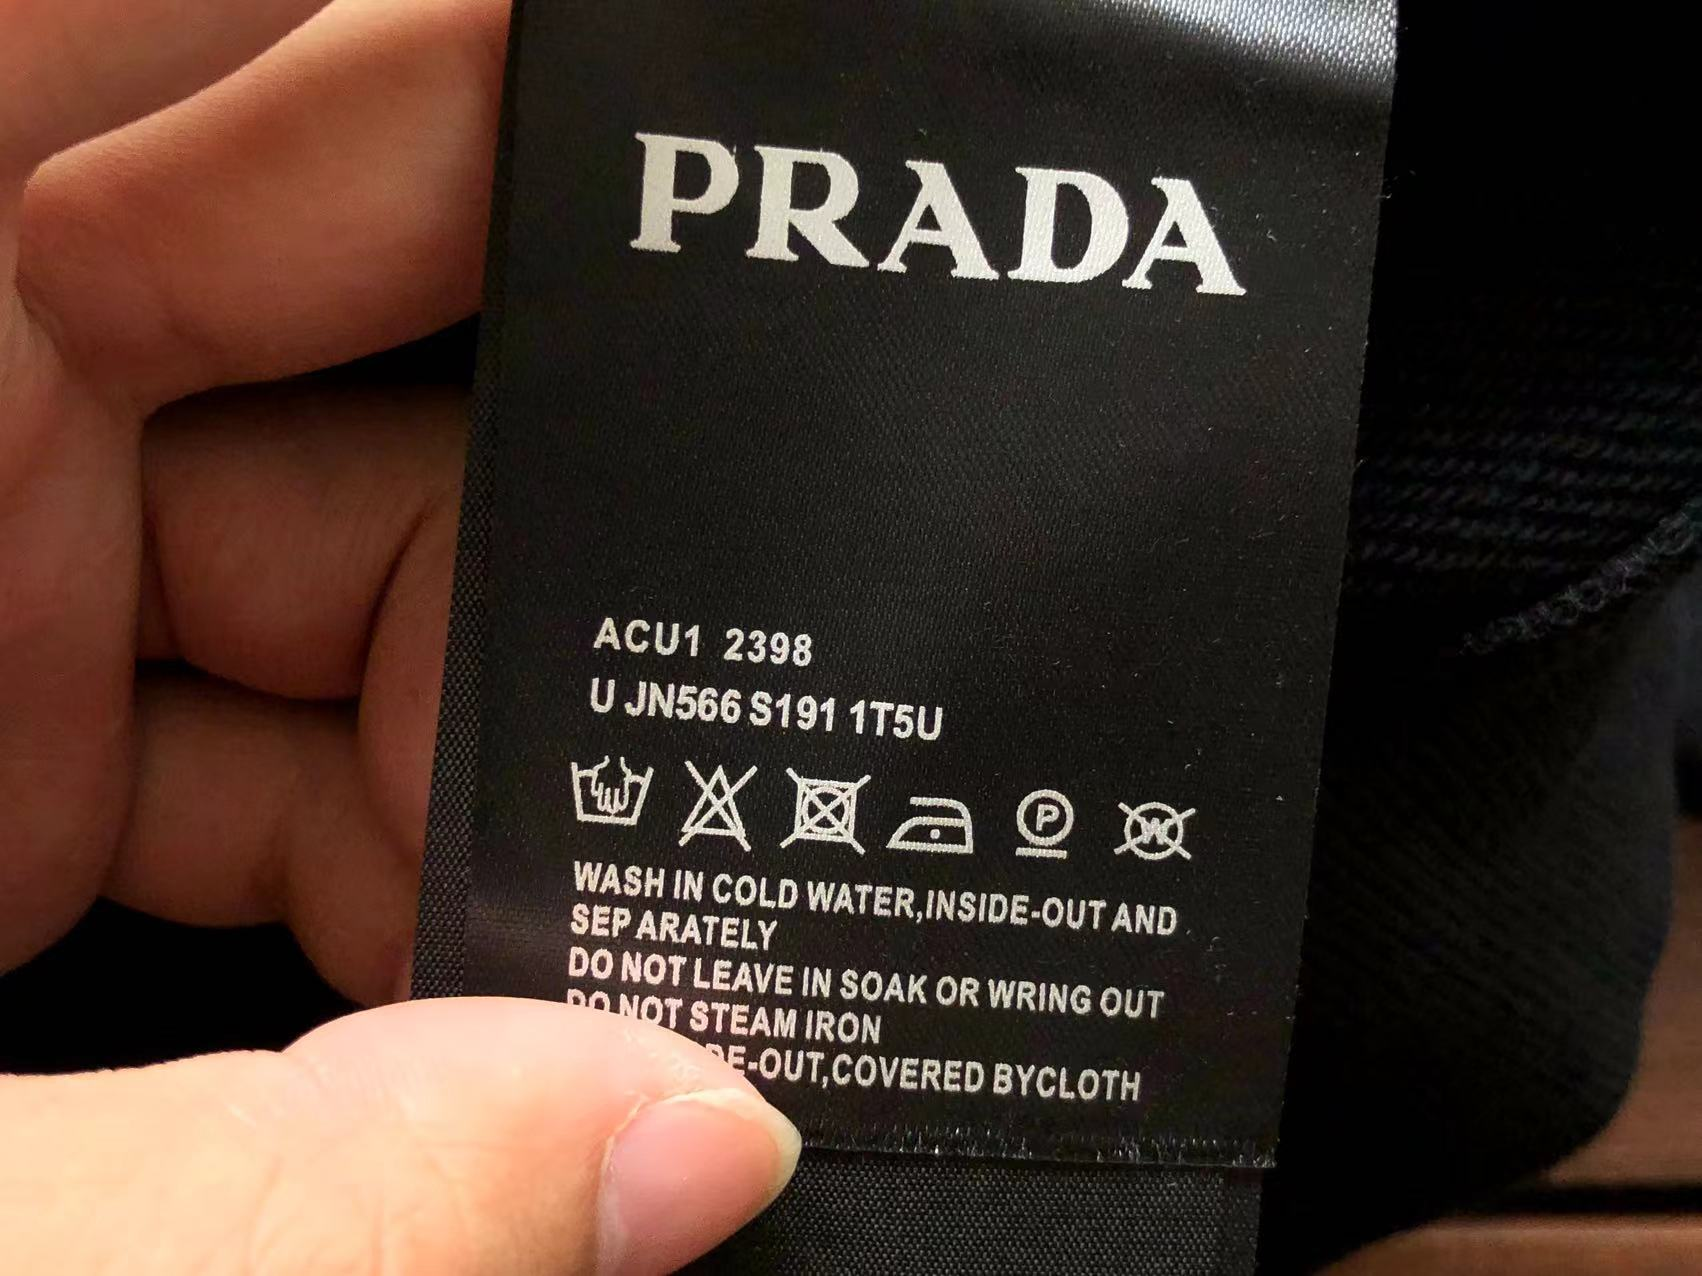 PRADA
ACU1 2398
U JN566 S191 1T5U
P
W
WASH IN COLD WATER,INSIDE-OUT AND
SEP ARATELY
DO NOT LEAVE IN SOAK OR WRING OUT
DO NOT STEAM IRON
DE-OUT,COVERED BYCLOTH